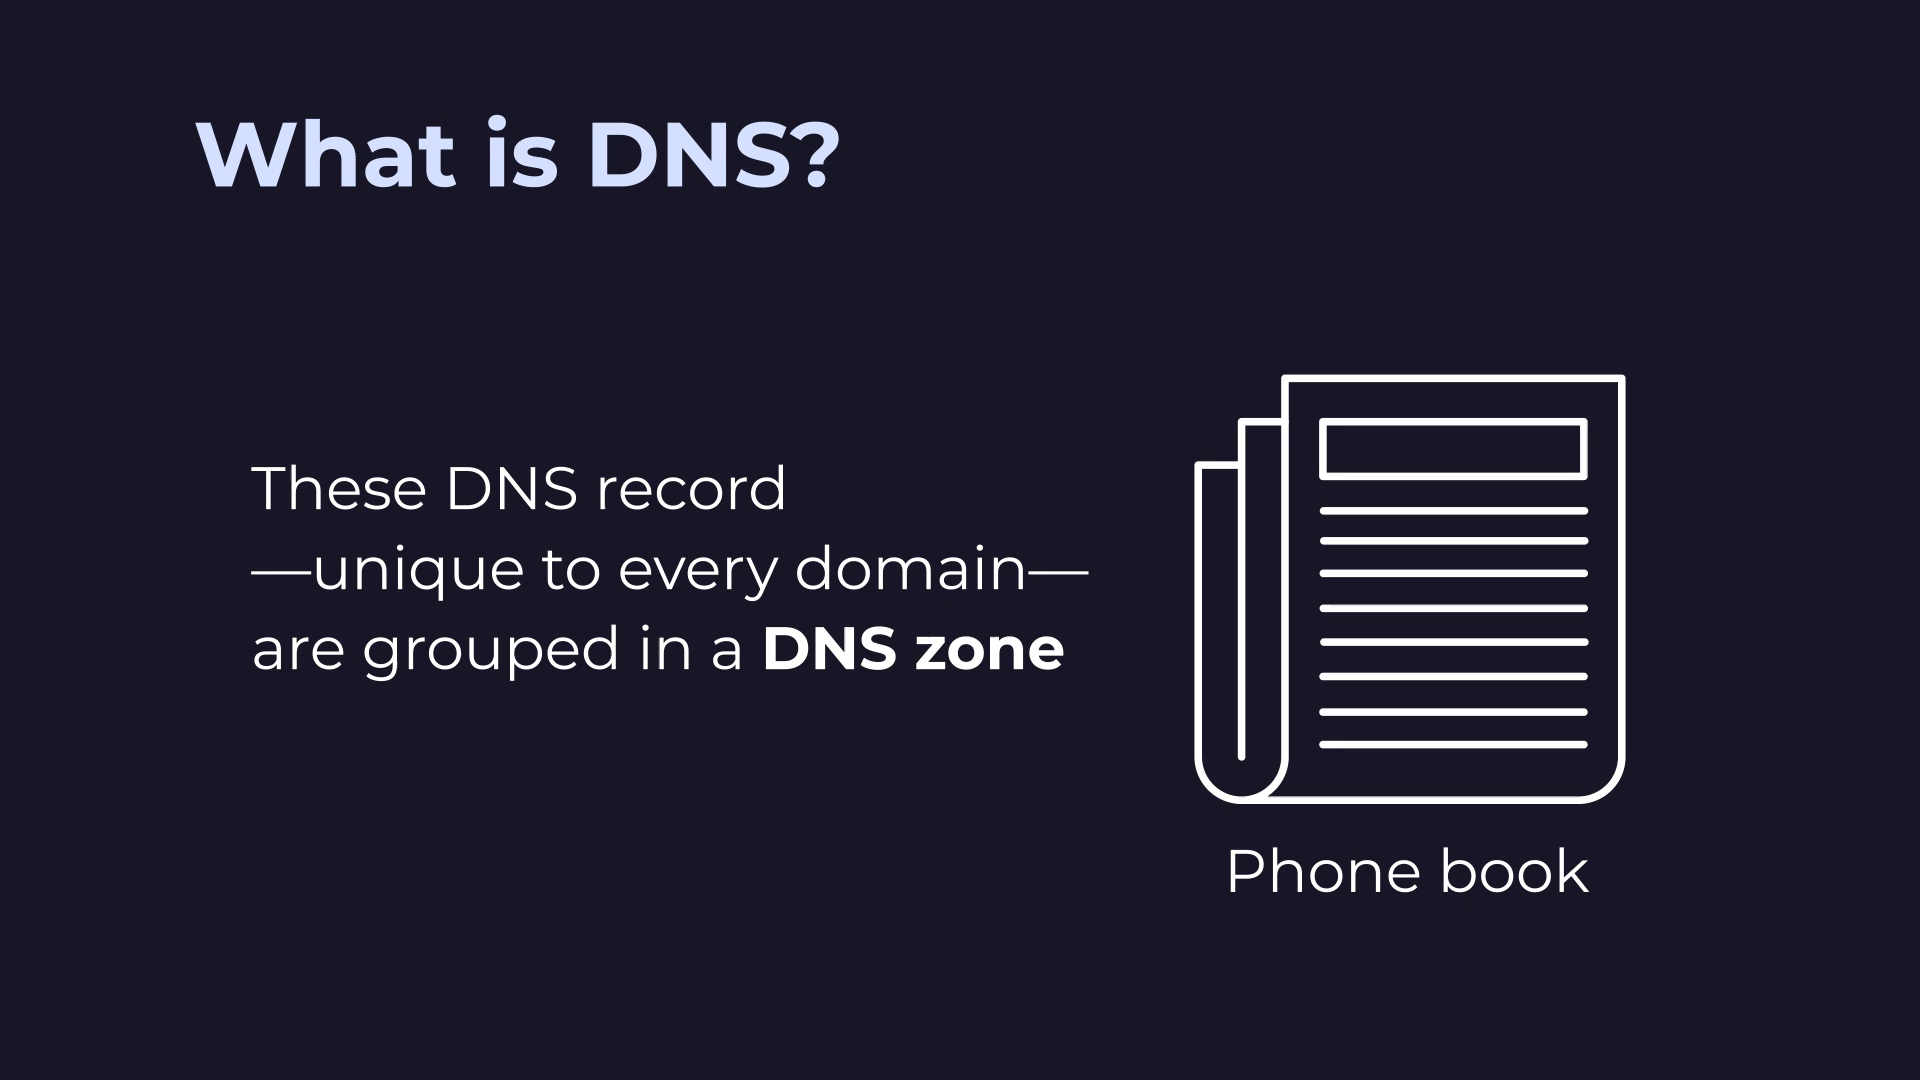 What is DNS?
These DNS record
—unique to every domain—
are grouped in a DNS zone
Phone book